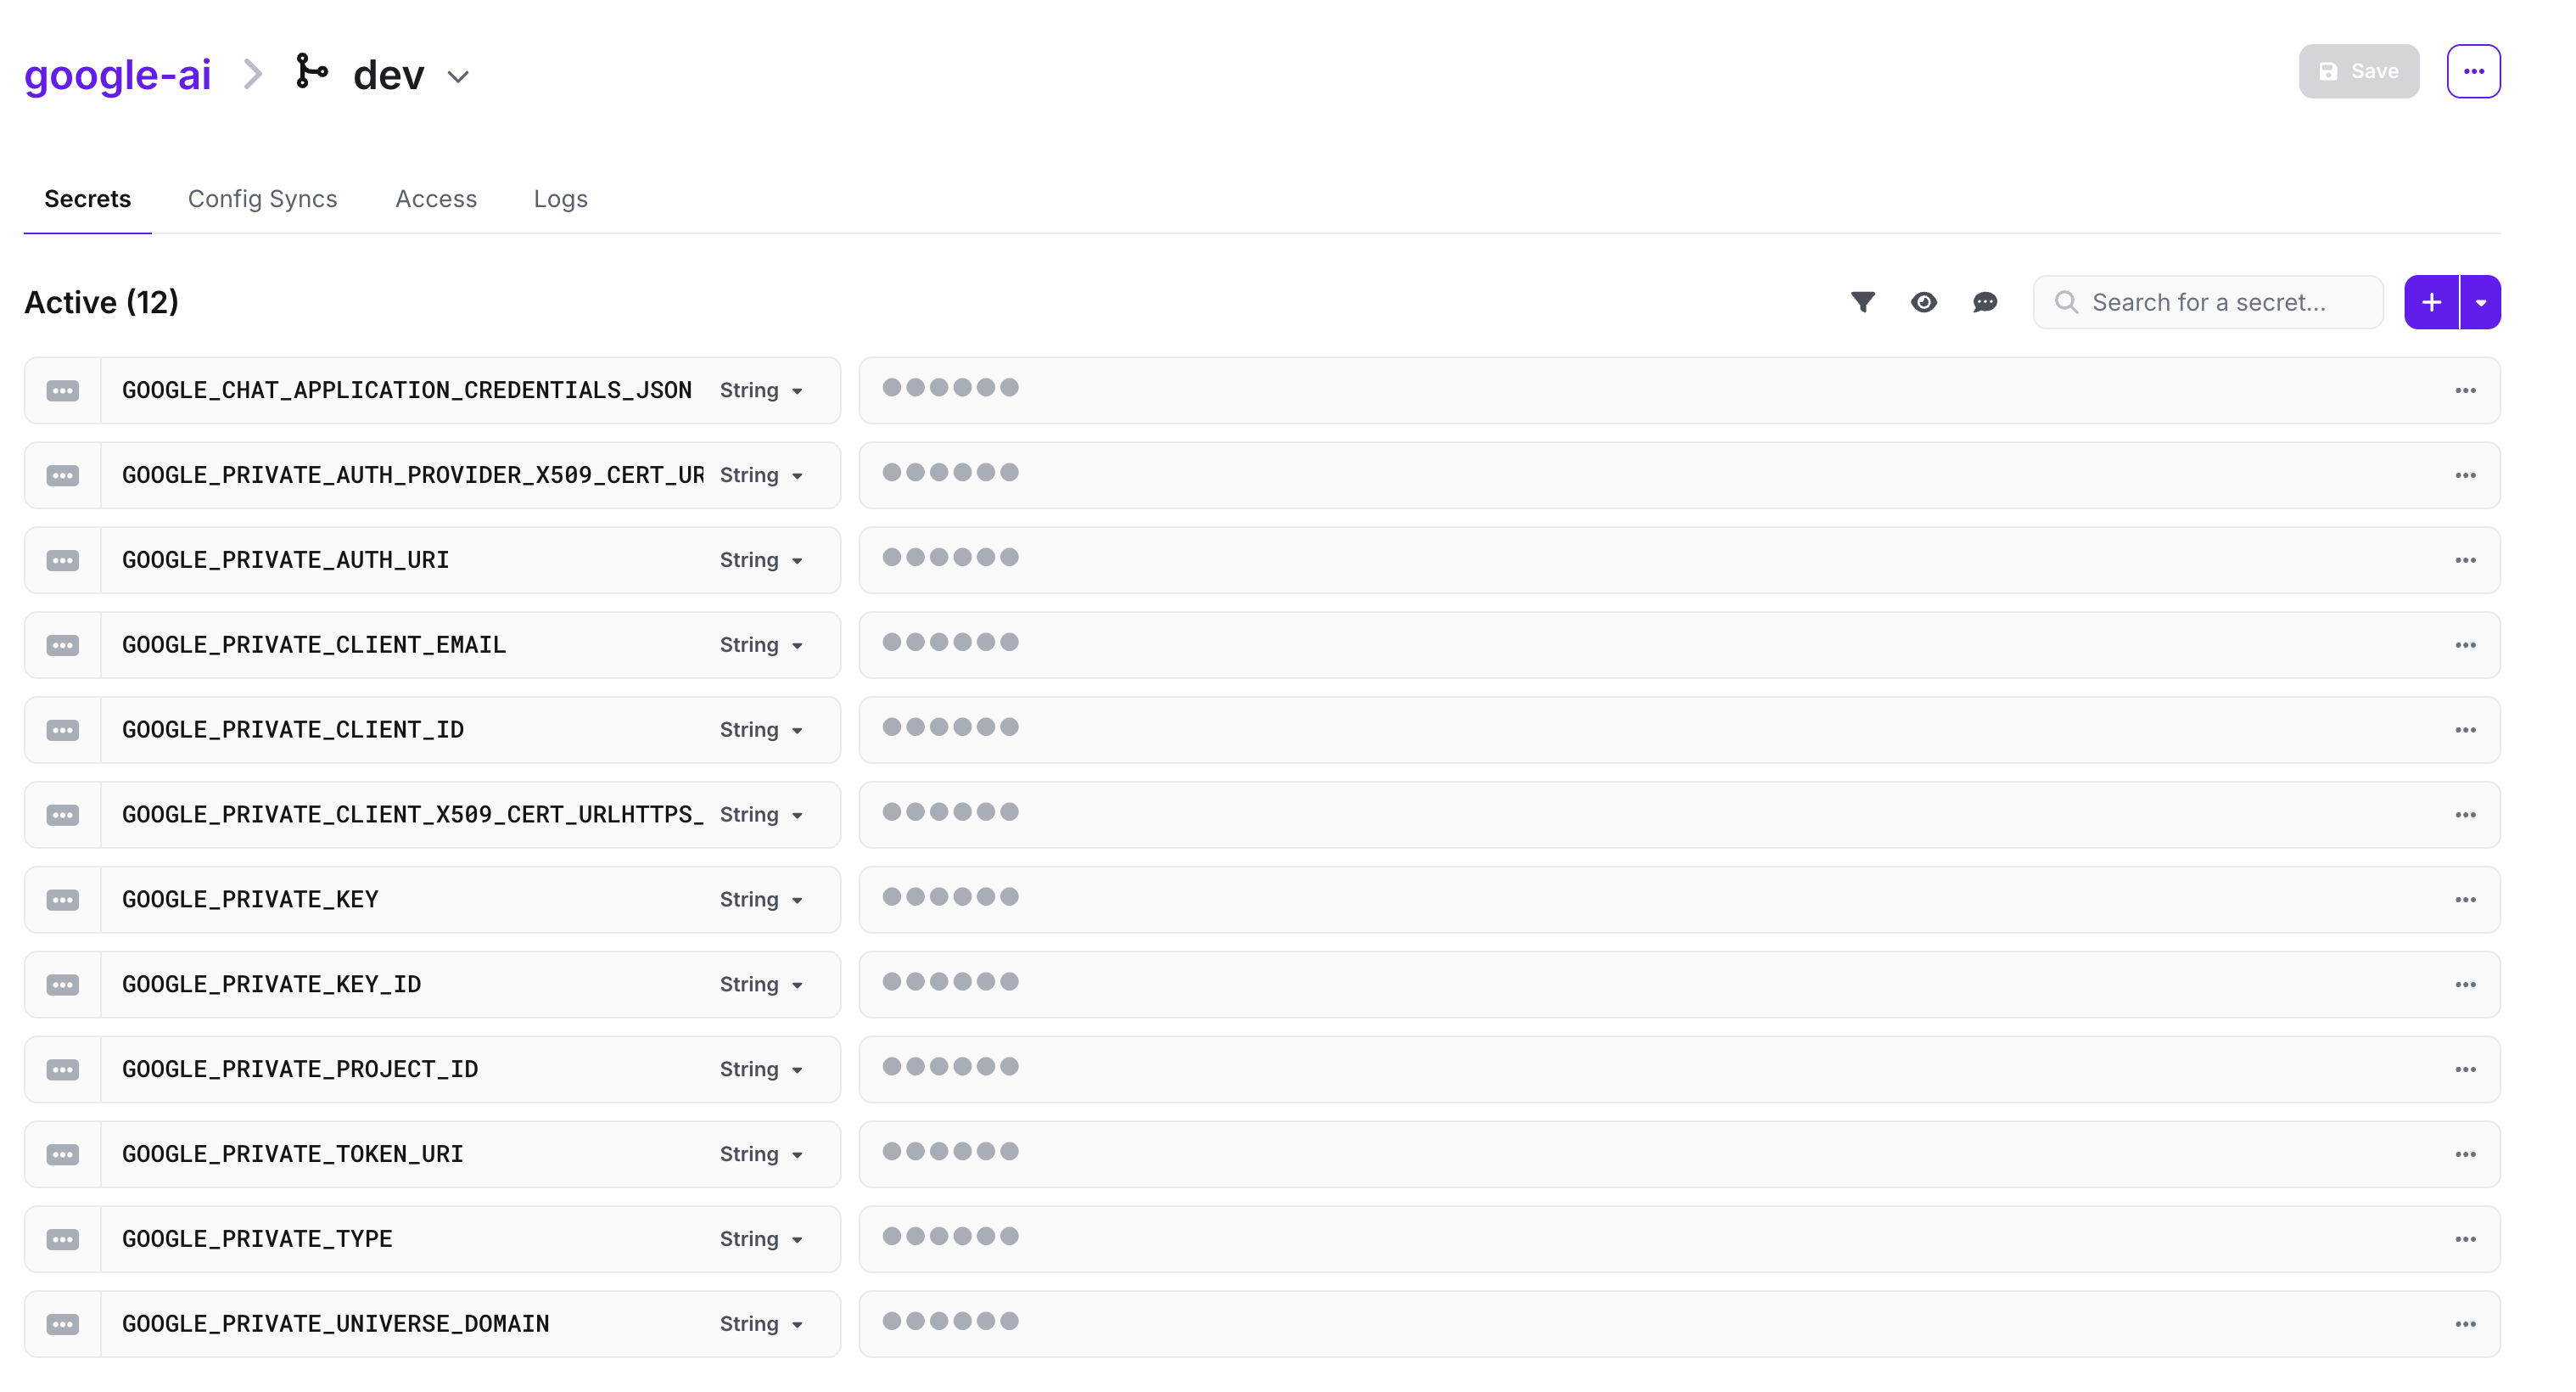 google-ai dev Save
Secrets Config Syncs Access Logs
Active (12) Search for a secret...
GOOGLE_CHAT_APPLICATION_CREDENTIALS_JSON String
GOOGLE_PRIVATE_AUTH_PROVIDER_X509_CERT_UR String
GOOGLE_PRIVATE_AUTH_URI String
GOOGLE_PRIVATE_CLIENT_EMAIL String
GOOGLE_PRIVATE_CLIENT_ID String
GOOGLE_PRIVATE_CLIENT_X509_CERT_URLHTTPS_ String
GOOGLE_PRIVATE_KEY String
GOOGLE_PRIVATE_KEY_ID String
GOOGLE_PRIVATE_PROJECT_ID String
GOOGLE_PRIVATE_TOKEN_URI String
GOOGLE_PRIVATE_TYPE String
GOOGLE_PRIVATE_UNIVERSE_DOMAIN String